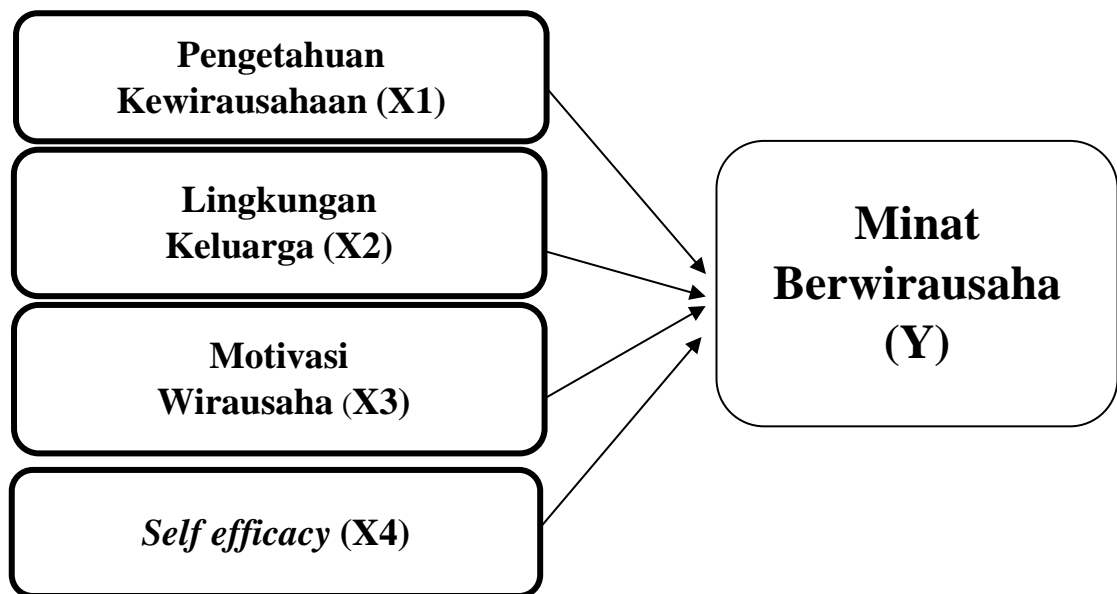 Pengetahuan
Kewirausahaan (X1)
Lingkungan
Keluarga (X2)
Motivasi
Wirausaha (X3)
Self efficacy (X4)
Minat
Berwirausaha
(Y)